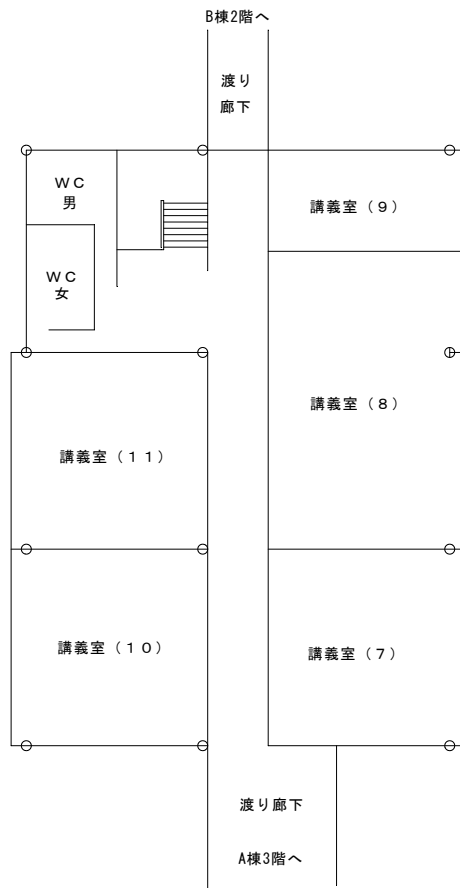 B棟2階へ
渡り
廊下
WC
男
講義室(9)
WC
女
講義室(8)
講義室(11)
講義室(10)
講義室(7)
渡り廊下
A棟3階へ